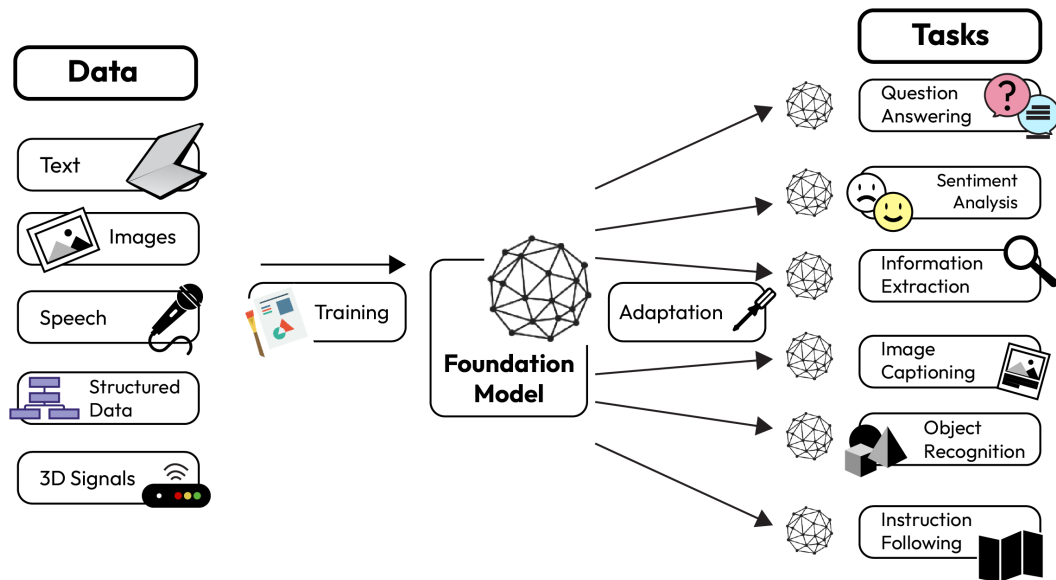 Data
Text
Images
Speech
Structured
Data
3D Signals
Training
Foundation
Model
Adaptation
Tasks
Question
Answering
?
Sentiment
Analysis
Information
Extraction
Image
Captioning
Object
Recognition
Instruction
Following